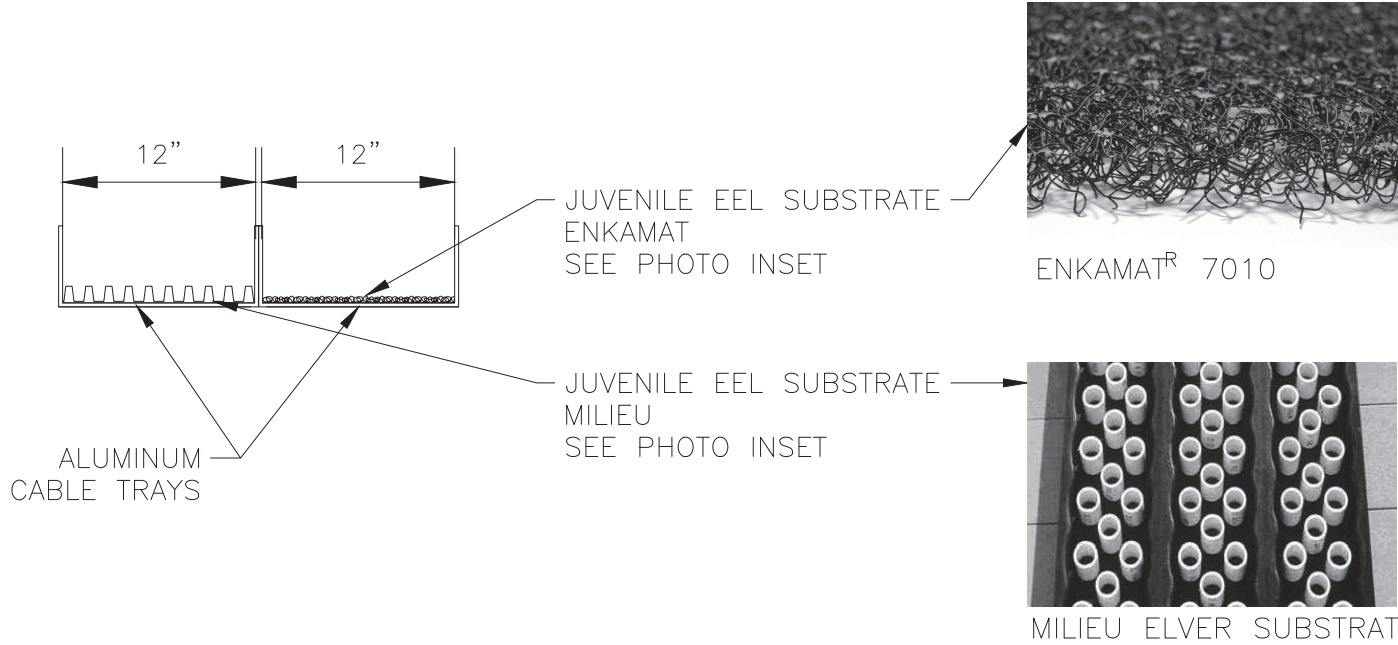 12” 12”
JUVENILE EEL SUBSTRATE
ENKAMAT
SEE PHOTO INSET
ENKAMATᴿ 7010
JUVENILE EEL SUBSTRATE
MILIEU
SEE PHOTO INSET
ALUMINUM
CABLE TRAYS
MILIEU ELVER SUBSTRAT